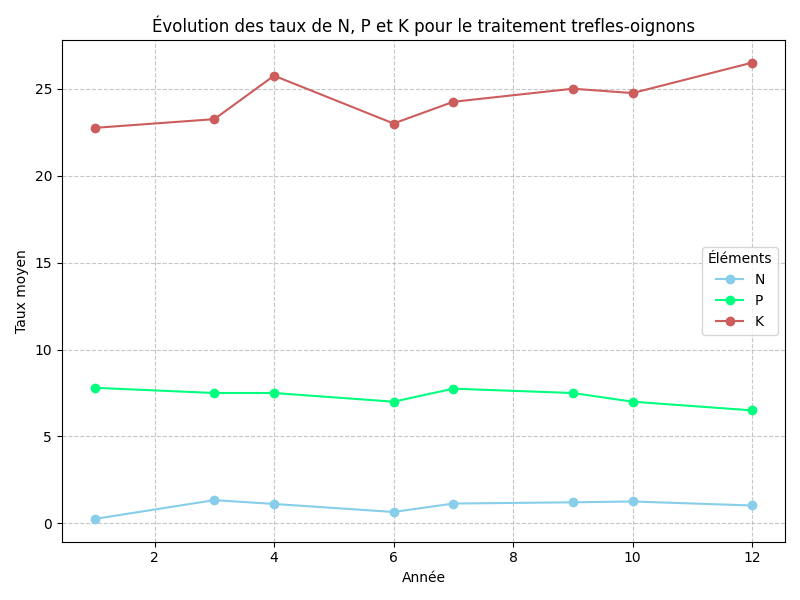 Évolution des taux de N, P et K pour le traitement trefles-oignons
25
20
15
10
5
0
Taux moyen
Éléments
N
P
K
2 4 6 8 10 12
Année